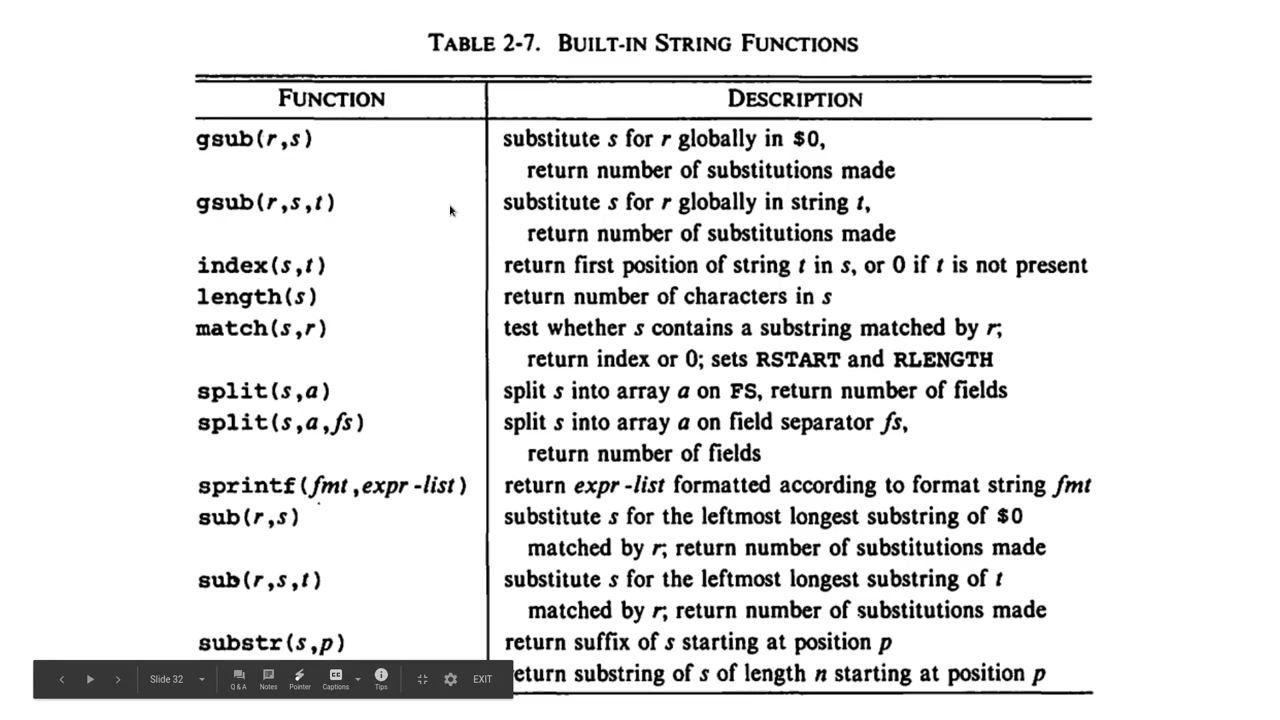 TABLE 2-7. BUILT-IN STRING FUNCTIONS
FUNCTION DESCRIPTION
gsub(r,s) substitute s for r globally in $0,
return number of substitutions made
gsub(r,s,t) substitute s for r globally in string t,
return number of substitutions made
index(s,t) return first position of string t in s, or 0 if t is not present
length(s) return number of characters in s
match(s,r) test whether s contains a substring matched by r;
return index or 0; sets RSTART and RLENGTH
split(s,a) split s into array a on FS, return number of fields
split(s,a,fs) split s into array a on field separator fs,
return number of fields
sprintf(fmt,expr-list) return expr-list formatted according to format string fmt
sub(r,s) substitute s for the leftmost longest substring of $0
matched by r; return number of substitutions made
sub(r,s,t) substitute s for the leftmost longest substring of t
matched by r; return number of substitutions made
substr(s,p) return suffix of s starting at position p
return substring of s of length n starting at position p
Slide 32 Q&A Notes Pointer Captions Tips EXIT